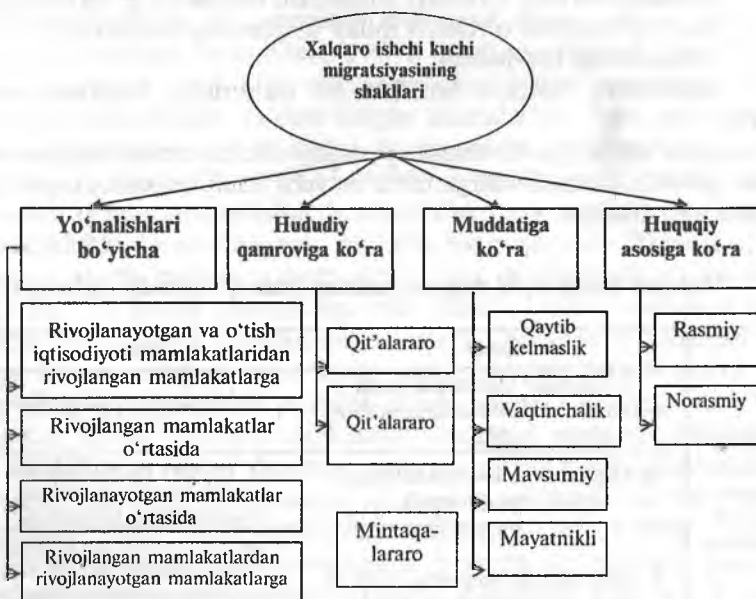 Xalqaro ishchi kuchi
migratsiyasining
shakllari
Yo‘nalishlari
bo‘yicha
Hududiy
qamroviga ko‘ra
Muddatiga
ko‘ra
Huquqiy
asosiga ko‘ra
Rivojlanayotgan va o‘tish
iqtisodiyoti mamlakatlaridan
rivojlangan mamlakatlarga
Rivojlangan mamlakatlar
o‘rtasida
Rivojlanayotgan mamlakatlar
o‘rtasida
Rivojlangan mamlakatlardan
rivojlanayotgan mamlakatlarga
Qit’alararo
Qit’alararo
Mintaqa-
lararo
Qaytib
kelmaslik
Vaqtinchalik
Mavsumiy
Mayatnikli
Rasmiy
Norasmiy